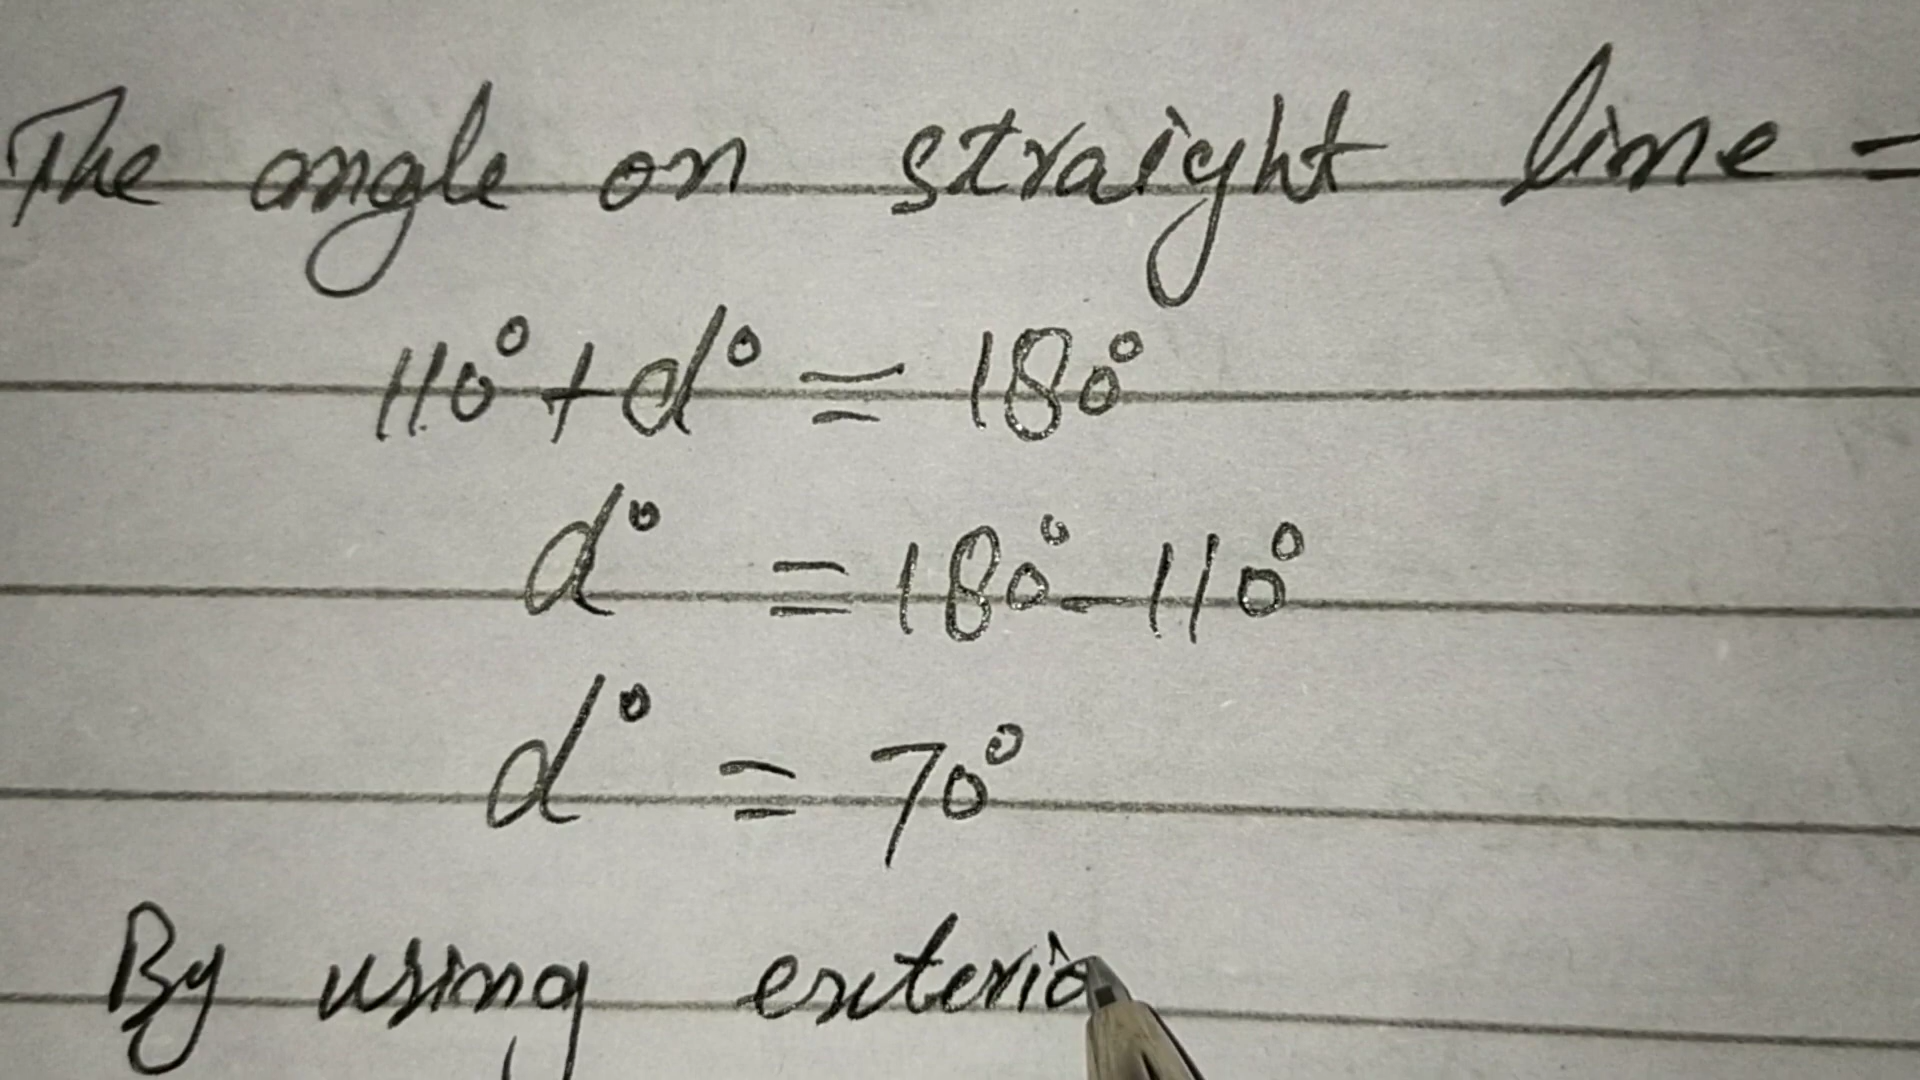 The angle on straight line =
110° + d° = 180°
d° = 180° - 110°
d° = 70°
By using exterio